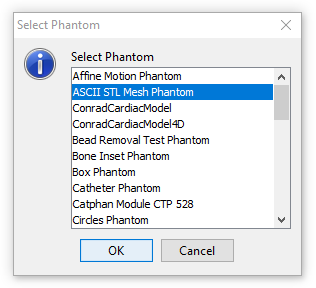 Select Phantom
Select Phantom
Affine Motion Phantom
ASCII STL Mesh Phantom
ConradCardiacModel
ConradCardiacModel4D
Bead Removal Test Phantom
Bone Inset Phantom
Box Phantom
Catheter Phantom
Catphan Module CTP 528
Circles Phantom
OK
Cancel